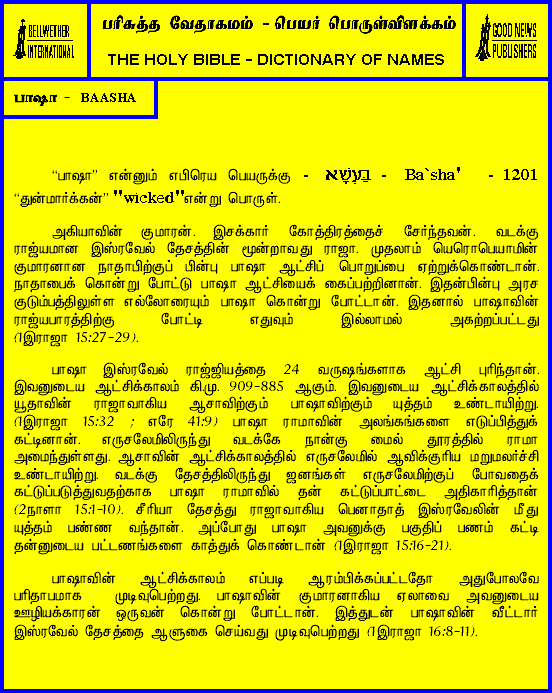 BELLWETHER
INTERNATIONAL
பரிசுத்த வேதாகமம் - பெயர் பொருள்விளக்கம்
THE HOLY BIBLE - DICTIONARY OF NAMES
GOOD NEWS
PUBLISHERS
பாஷா - BAASHA
“பாஷா” என்னும் எபிரெய பெயருக்கு - בַּעְשָׁא - Ba`sha' - 1201
“துன்மார்க்கன்” "wicked"என்று பொருள்.
அகியாவின் குமாரன். இசக்கார் கோத்திரத்தைச் சேர்ந்தவன். வடக்கு
ராஜ்யமான இஸ்ரவேல் தேசத்தின் மூன்றாவது ராஜா. முதலாம் யெரொபெயாமின்
குமாரனான நாதாபிற்குப் பின்பு பாஷா ஆட்சிப் பொறுப்பை ஏற்றுக்கொண்டான்.
நாதாபைக் கொன்று போட்டு பாஷா ஆட்சியைக் கைப்பற்றினான். இதன்பின்பு அரச
குடும்பத்திலுள்ள எல்லோரையும் பாஷா கொன்று போட்டான். இதனால் பாஷாவின்
ராஜ்யபாரத்திற்கு போட்டி எதுவும் இல்லாமல் அகற்றப்பட்டது
(1இராஜா 15:27-29).
பாஷா இஸ்ரவேல் ராஜ்ஜியத்தை 24 வருஷங்களாக ஆட்சி புரிந்தான்.
இவனுடைய ஆட்சிக்காலம் கி.மு. 909-885 ஆகும். இவனுடைய ஆட்சிக்காலத்தில்
யூதாவின் ராஜாவாகிய ஆசாவிற்கும் பாஷாவிற்கும் யுத்தம் உண்டாயிற்று.
(1இராஜா 15:32 ; எரே 41:9) பாஷா ராமாவின் அலங்கங்களை எடுப்பித்துக்
கட்டினான். எருசலேமிலிருந்து வடக்கே நான்கு மைல் தூரத்தில் ராமா
அமைந்துள்ளது. ஆசாவின் ஆட்சிக்காலத்தில் எருசலேமில் ஆவிக்குரிய மறுமலர்ச்சி
உண்டாயிற்று. வடக்கு தேசத்திலிருந்து ஜனங்கள் எருசலேமிற்குப் போவதைக்
கட்டுப்படுத்துவதற்காக பாஷா ராமாவில் தன் கட்டுப்பாட்டை அதிகாரித்தான்
(2நாளா 15:1-10). சீரியா தேசத்து ராஜாவாகிய பெனாதாத் இஸ்ரவேலின் மீது
யுத்தம் பண்ண வந்தான். அப்போது பாஷா அவனுக்கு பகுதிப் பணம் கட்டி
தன்னுடைய பட்டணங்களை காத்துக் கொண்டான் (1இராஜா 15:16-21).
பாஷாவின் ஆட்சிக்காலம் எப்படி ஆரம்பிக்கப்பட்டதோ அதுபோலவே
பரிதாபமாக முடிவுபெற்றது. பாஷாவின் குமாரனாகிய ஏலாவை அவனுடைய
ஊழியக்காரன் ஒருவன் கொன்று போட்டான். இத்துடன் பாஷாவின் வீட்டார்
இஸ்ரவேல் தேசத்தை ஆளுகை செய்வது முடிவுபெற்றது (1இராஜா 16:8-11).